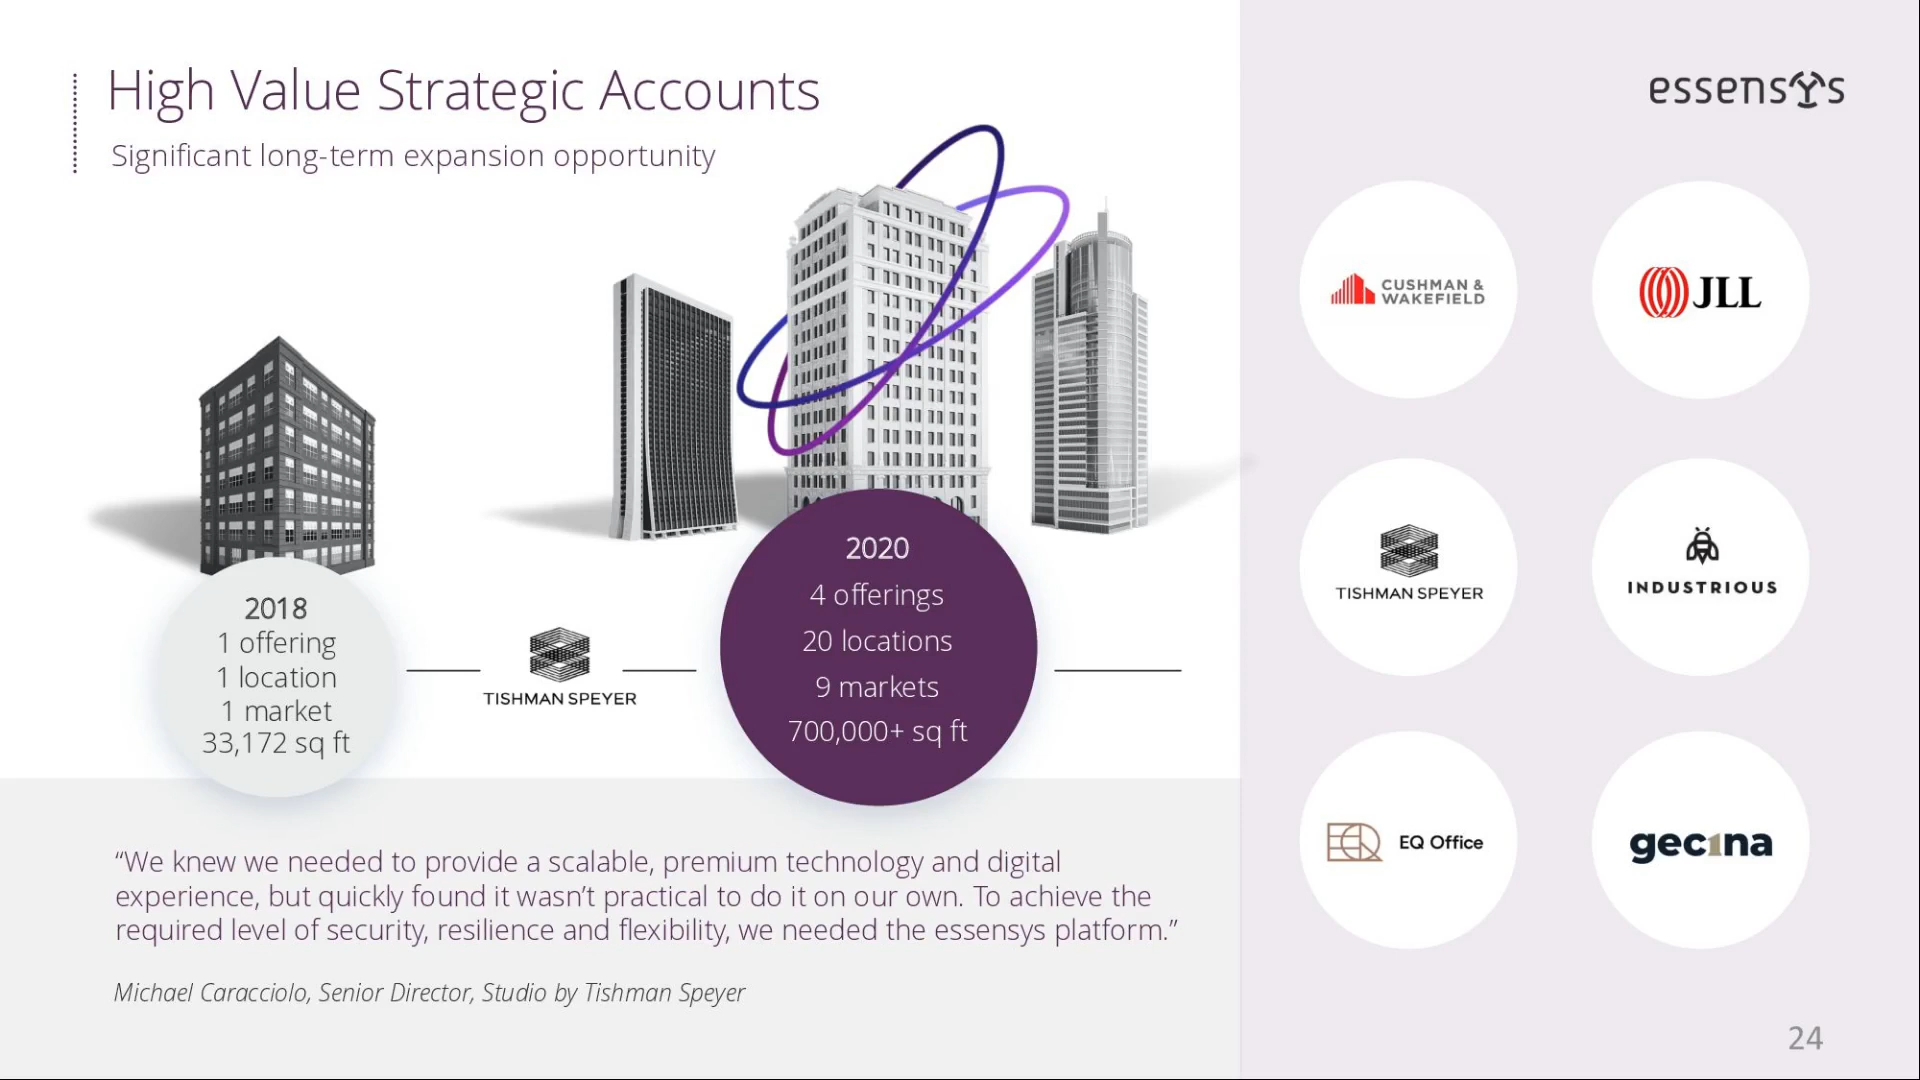 High Value Strategic Accounts
Significant long-term expansion opportunity
essensys
2018
1 offering
1 location
1 market
33,172 sq ft
TISHMAN SPEYER
2020
4 offerings
20 locations
9 markets
700,000+ sq ft
“We knew we needed to provide a scalable, premium technology and digital
experience, but quickly found it wasn’t practical to do it on our own. To achieve the
required level of security, resilience and flexibility, we needed the essensys platform.”
Michael Caracciolo, Senior Director, Studio by Tishman Speyer
CUSHMAN &
WAKEFIELD
JLL
TISHMAN SPEYER
INDUSTRIOUS
EQ Office
gec1na
24